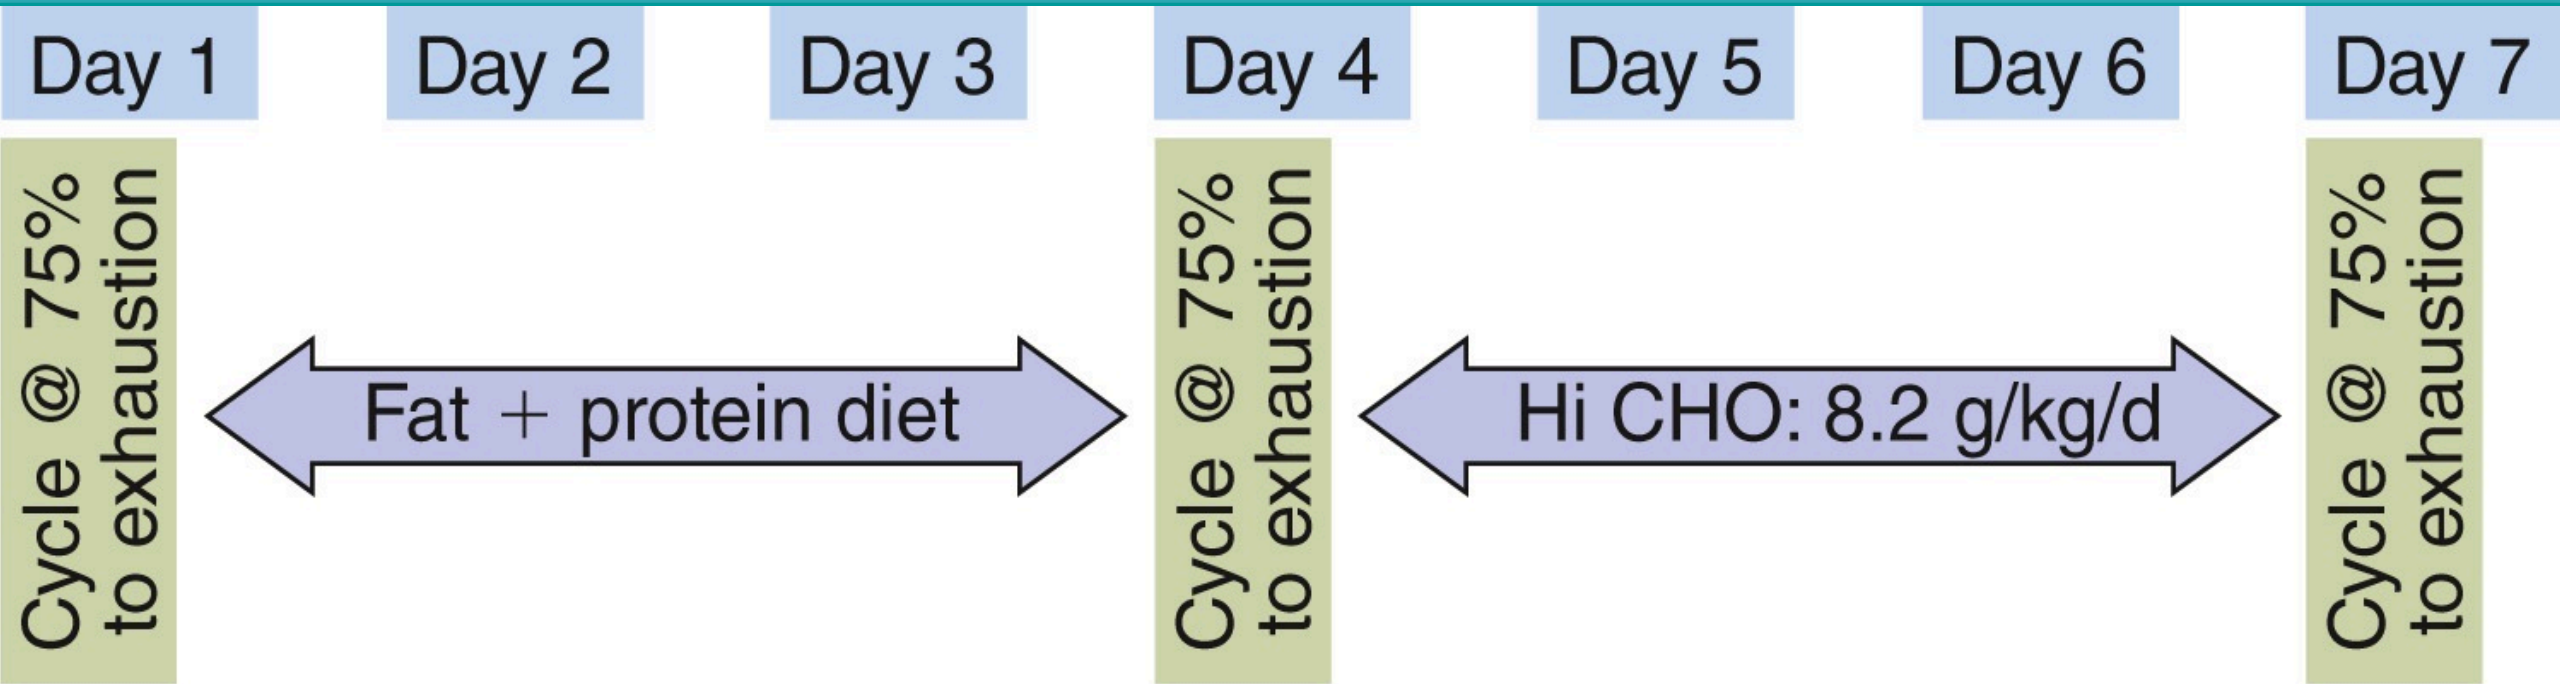 Day 1
Day 2
Day 3
Day 4
Day 5
Day 6
Day 7
Cycle @ 75%
to exhaustion
Fat + protein diet
Cycle @ 75%
to exhaustion
Hi CHO: 8.2 g/kg/d
Cycle @ 75%
to exhaustion